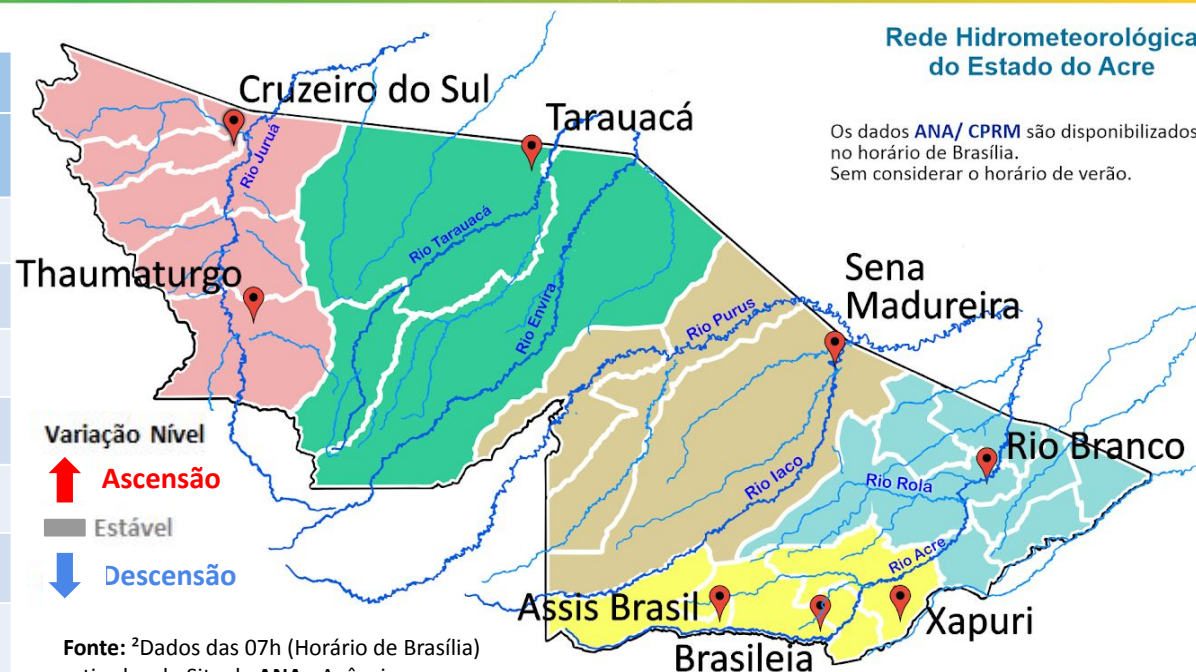 Rede Hidrometeorológica
do Estado do Acre
Os dados ANA/ CPRM são disponibilizados
no horário de Brasília.
Sem considerar o horário de verão.
Cruzeiro do Sul
Tarauacá
Rio Juruá
Rio Tarauacá
Thaumaturgo
Rio Envira
Sena
Madureira
Rio Purus
Variação Nível
Ascensão
Estável
Descensão
Rio Branco
Rio Iaco
Rio Rola
Rio Acre
Assis Brasil
Xapuri
Brasileia
Fonte: ²Dados das 07h (Horário de Brasília)